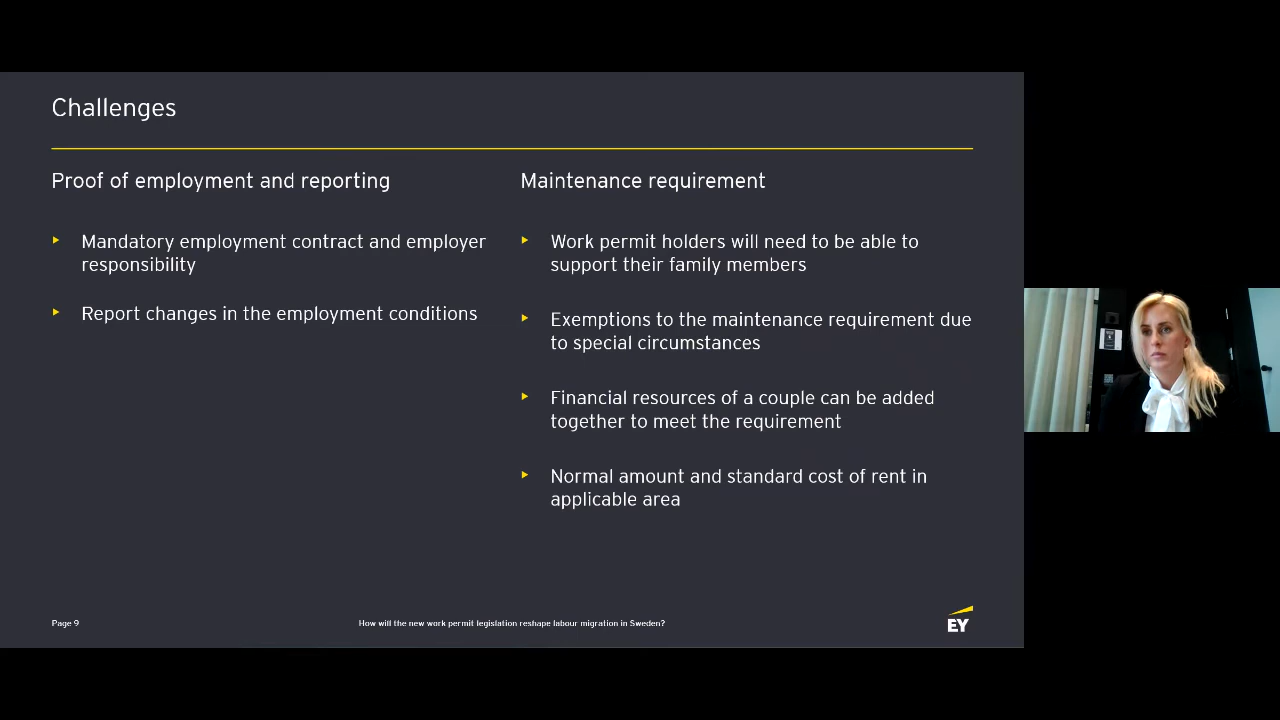 Challenges
Proof of employment and reporting
Mandatory employment contract and employer
responsibility
Report changes in the employment conditions
Maintenance requirement
Work permit holders will need to be able to
support their family members
Exemptions to the maintenance requirement due
to special circumstances
Financial resources of a couple can be added
together to meet the requirement
Normal amount and standard cost of rent in
applicable area
Page 9
How will the new work permit legislation reshape labour migration in Sweden?
EY